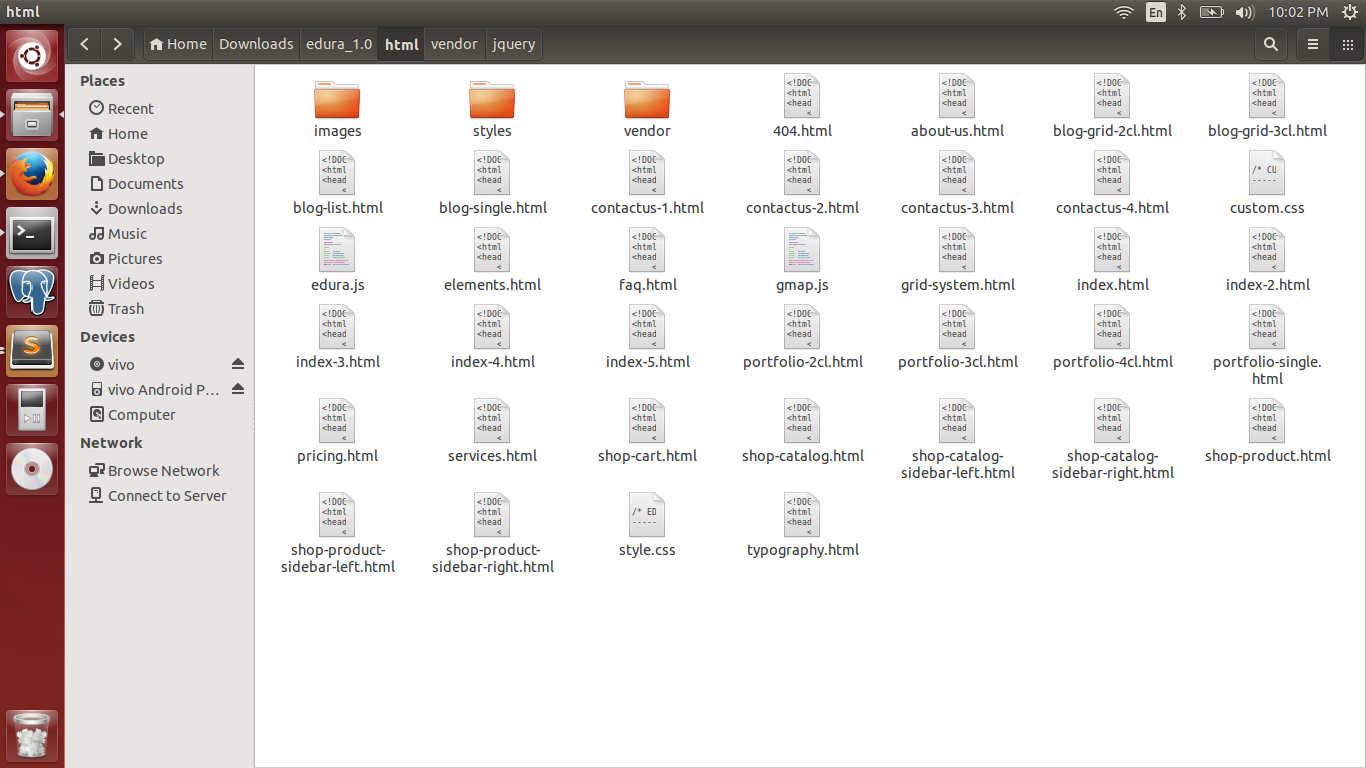 html
En
10:02 PM
Home Downloads edura_1.0 html vendor jquery
Places
Recent
Home
Desktop
Documents
Downloads
Music
Pictures
Videos
Trash
Devices
vivo
vivo Android P...
Computer
Network
Browse Network
Connect to Server
images styles vendor 404.html about-us.html blog-grid-2cl.html blog-grid-3cl.html
blog-list.html blog-single.html contactus-1.html contactus-2.html contactus-3.html contactus-4.html custom.css
edura.js elements.html faq.html gmap.js grid-system.html index.html index-2.html
index-3.html index-4.html index-5.html portfolio-2cl.html portfolio-3cl.html portfolio-4cl.html portfolio-single.
html
pricing.html services.html shop-cart.html shop-catalog.html shop-catalog- shop-catalog- shop-product.html
sidebar-left.html sidebar-right.html
shop-product- shop-product- style.css typography.html
sidebar-left.html sidebar-right.html